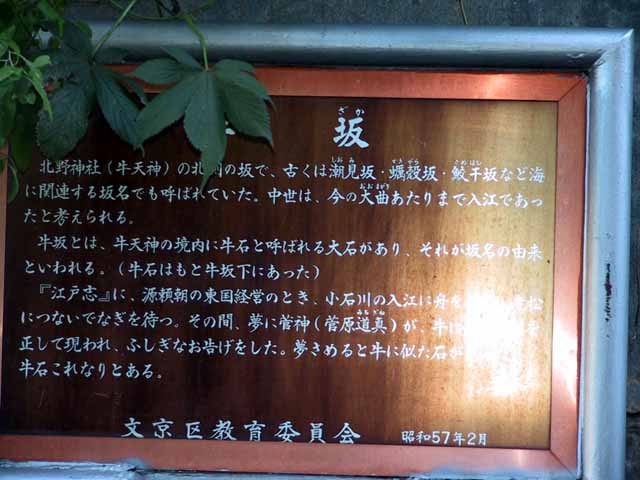 坂
ざか
北野神社（牛天神）の北の坂で、古くは潮見坂・蠣殻坂・鮫干坂など海
に関連する坂名でも呼ばれていた。中世は、今の大曲あたりまで入江であっ
たと考えられる。
牛坂とは、牛天神の境内に牛石と呼ばれる大石があり、それが坂名の由来
といわれる。（牛石はもと牛坂下にあった）
『江戸志』に、源頼朝の東国経営のとき、小石川の入江に舟を松
につないでなぎを待つ。その間、夢に菅神（菅原道真）が、牛に を
正して現われ、ふしぎなお告げをした。夢さめると牛に似た石が
牛石これなりとある。
文京区教育委員会 昭和57年2月